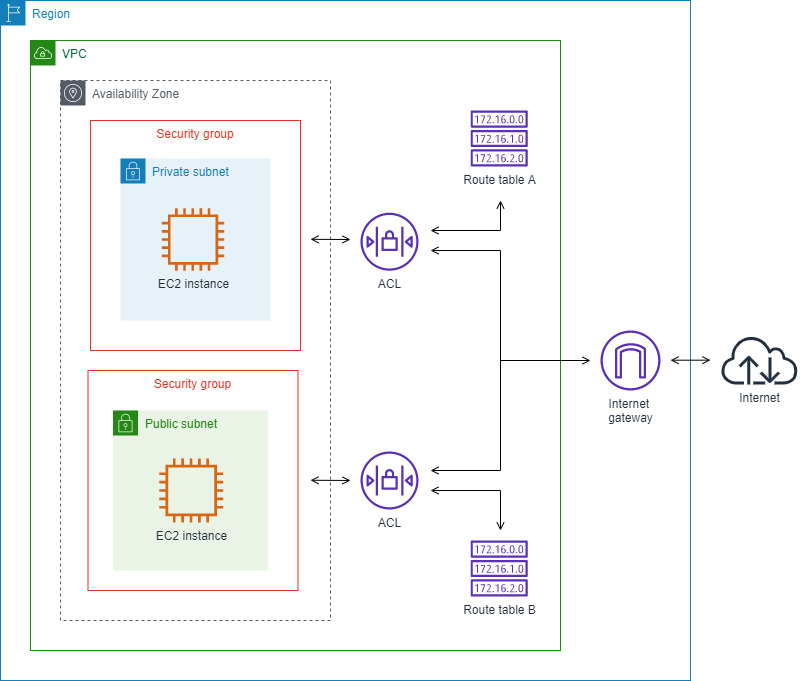 Region
VPC
Availability Zone
Security group
Private subnet
EC2 instance
ACL
172.16.0.0
172.16.1.0
172.16.2.0
Route table A
Internet
gateway
Internet
Security group
Public subnet
EC2 instance
ACL
172.16.0.0
172.16.1.0
172.16.2.0
Route table B